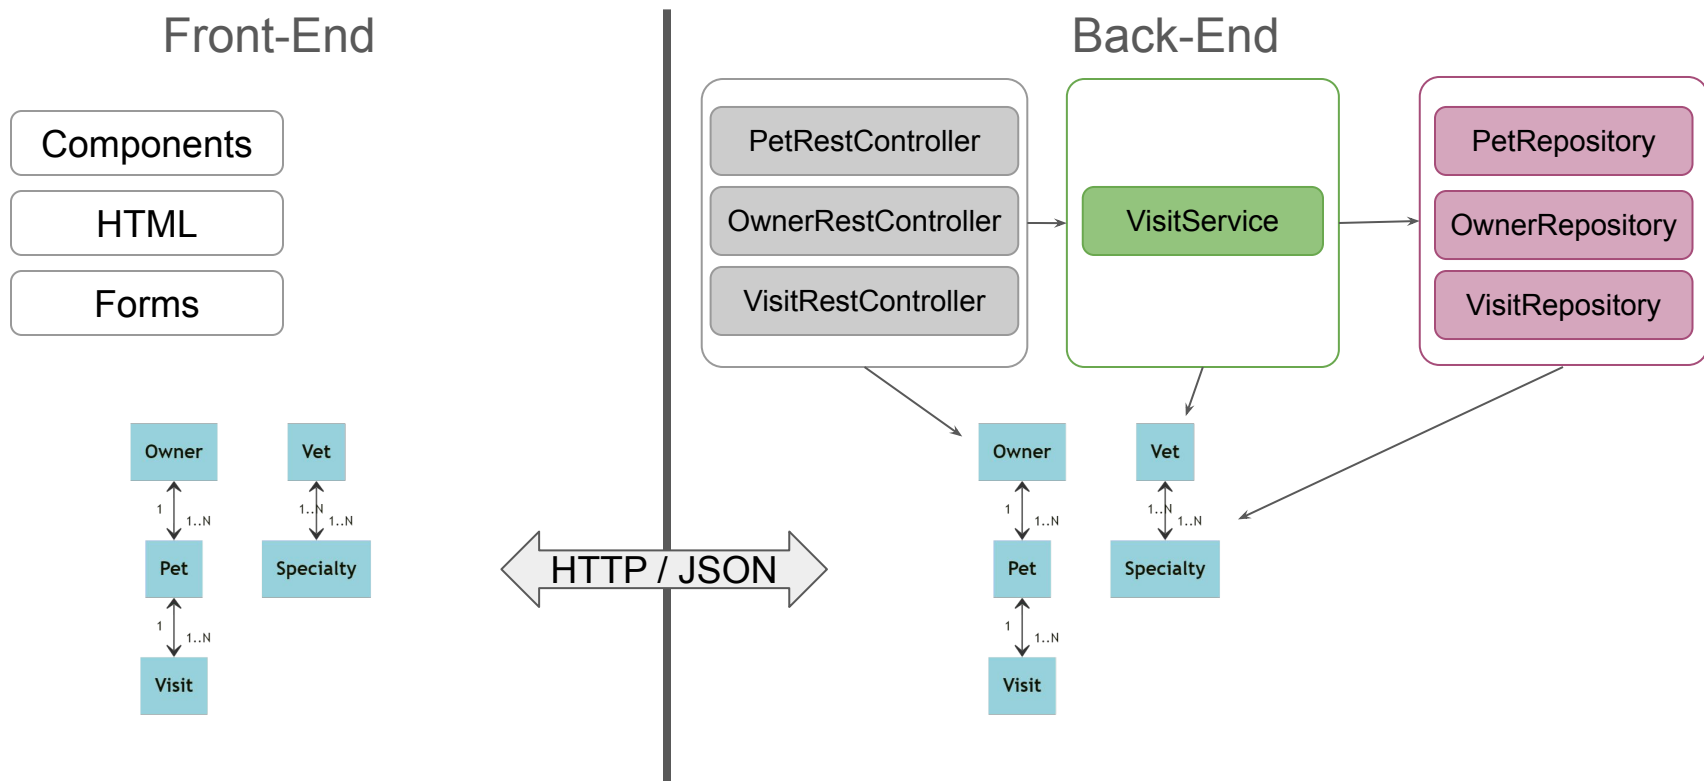 Front-End
Components
HTML
Forms
Owner
Vet
1
1..N
1..N
1..N
Pet
Specialty
1
1..N
Visit
HTTP / JSON
Back-End
PetRestController
OwnerRestController
VisitRestController
VisitService
PetRepository
OwnerRepository
VisitRepository
Owner
Vet
1
1..N
1..N
1..N
Pet
Specialty
1
1..N
Visit